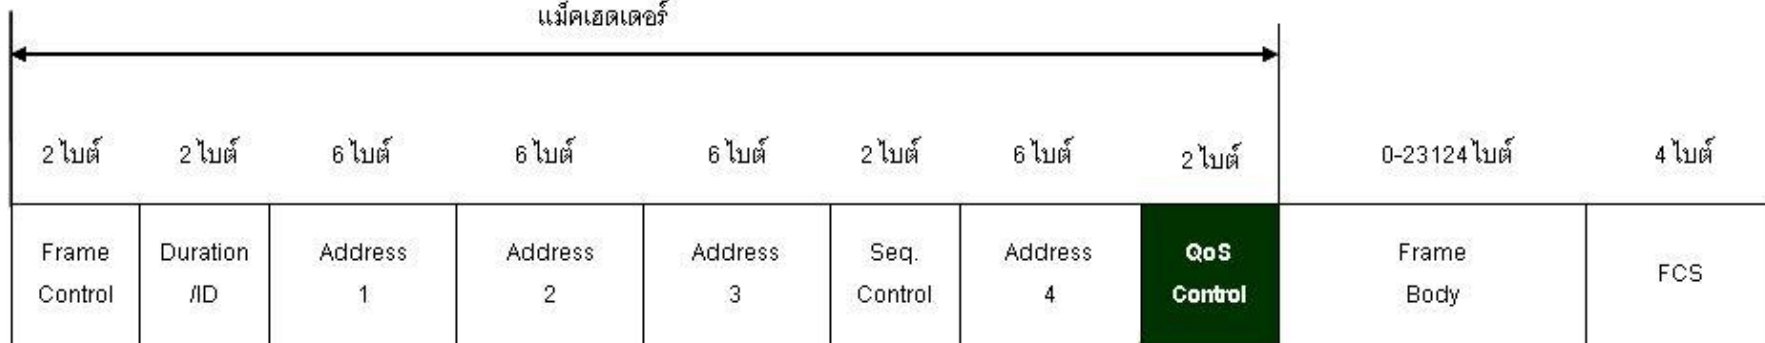 แม็คเฮดเดอร์
2 ไบต์ 2 ไบต์ 6 ไบต์ 6 ไบต์ 6 ไบต์ 2 ไบต์ 6 ไบต์ 2 ไบต์ 0-23124 ไบต์ 4 ไบต์
Frame Duration Address Address Address Seq. Address QoS Frame FCS
Control /ID 1 2 3 Control 4 Control Body